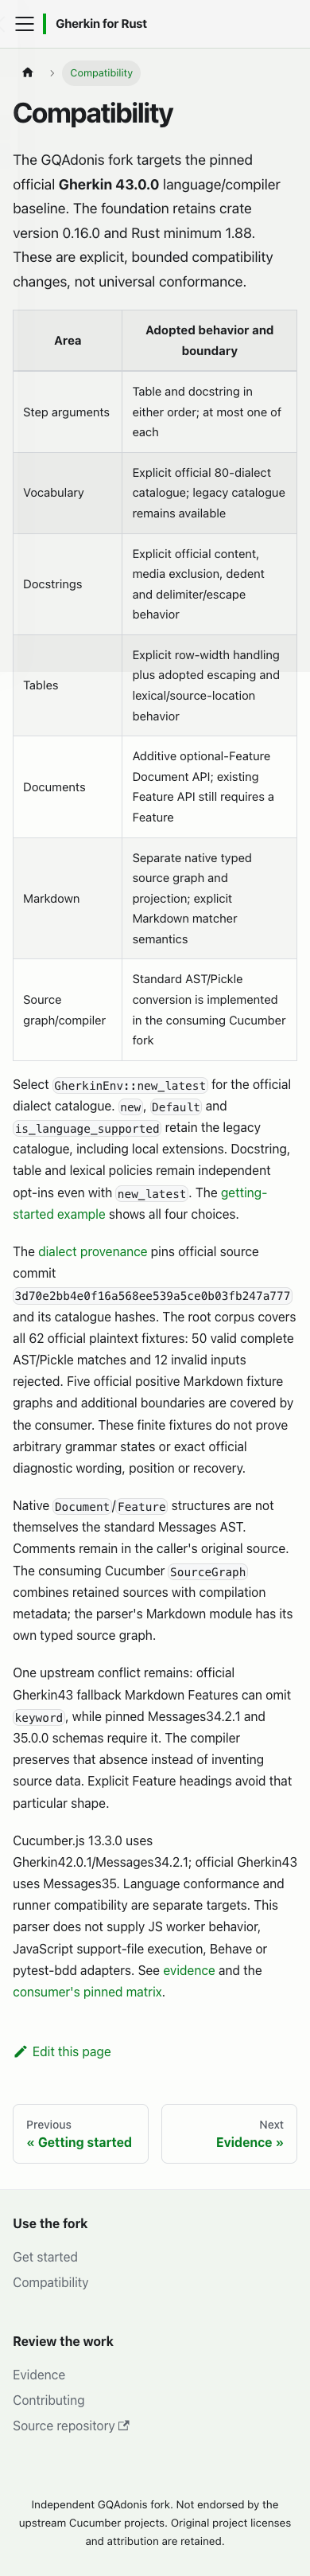 Gherkin for Rust
Compatibility
Compatibility
The GQAdonis fork targets the pinned
official Gherkin 43.0.0 language/compiler
baseline. The foundation retains crate
version 0.16.0 and Rust minimum 1.88.
These are explicit, bounded compatibility
changes, not universal conformance.
Area
Adopted behavior and
boundary
Step arguments
Table and docstring in
either order; at most one of
each
Vocabulary
Explicit official 80-dialect
catalogue; legacy catalogue
remains available
Docstrings
Explicit official content,
media exclusion, dedent
and delimiter/escape
behavior
Tables
Explicit row-width handling
plus adopted escaping and
lexical/source-location
behavior
Documents
Additive optional-Feature
Document API; existing
Feature API still requires a
Feature
Markdown
Separate native typed
source graph and
projection; explicit
Markdown matcher
semantics
Source
graph/compiler
Standard AST/Pickle
conversion is implemented
in the consuming Cucumber
fork
Select GherkinEnv::new_latest for the official
dialect catalogue. new, Default and
is_language_supported retain the legacy
catalogue, including local extensions. Docstring,
table and lexical policies remain independent
opt-ins even with new_latest. The getting-
started example shows all four choices.
The dialect provenance pins official source
commit
3d70e2bb4e0f16a568ee539a5ce0b03fb247a777
and its catalogue hashes. The root corpus covers
all 62 official plaintext fixtures: 50 valid complete
AST/Pickle matches and 12 invalid inputs
rejected. Five official positive Markdown fixture
graphs and additional boundaries are covered by
the consumer. These finite fixtures do not prove
arbitrary grammar states or exact official
diagnostic wording, position or recovery.
Native Document/Feature structures are not
themselves the standard Messages AST.
Comments remain in the caller's original source.
The consuming Cucumber SourceGraph
combines retained sources with compilation
metadata; the parser's Markdown module has its
own typed source graph.
One upstream conflict remains: official
Gherkin43 fallback Markdown Features can omit
keyword, while pinned Messages34.2.1 and
35.0.0 schemas require it. The compiler
preserves that absence instead of inventing
source data. Explicit Feature headings avoid that
particular shape.
Cucumber.js 13.3.0 uses
Gherkin42.0.1/Messages34.2.1; official Gherkin43
uses Messages35. Language conformance and
runner compatibility are separate targets. This
parser does not supply JS worker behavior,
JavaScript support-file execution, Behave or
pytest-bdd adapters. See evidence and the
consumer's pinned matrix.
Edit this page
Previous
« Getting started
Next
Evidence »
Use the fork
Get started
Compatibility
Review the work
Evidence
Contributing
Source repository
Independent GQAdonis fork. Not endorsed by the
upstream Cucumber projects. Original project licenses
and attribution are retained.